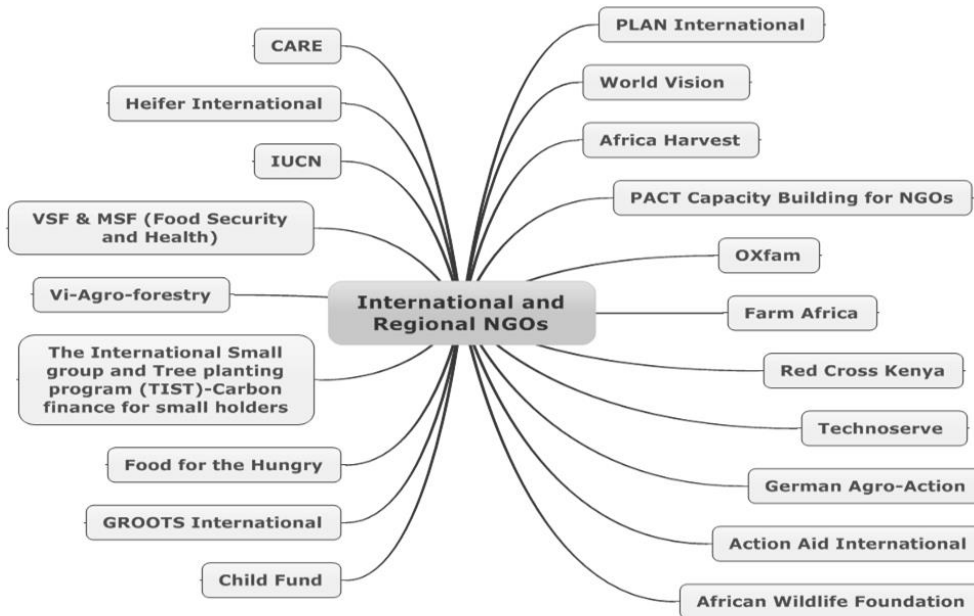 CARE
Heifer International
IUCN
VSF & MSF (Food Security
and Health)
Vi-Agro-forestry
The International Small
group and Tree planting
program (TIST)-Carbon
finance for small holders
Food for the Hungry
GROOTS International
Child Fund
International and
Regional NGOs
PLAN International
World Vision
Africa Harvest
PACT Capacity Building for NGOs
OXfam
Farm Africa
Red Cross Kenya
Technoserve
German Agro-Action
Action Aid International
African Wildlife Foundation